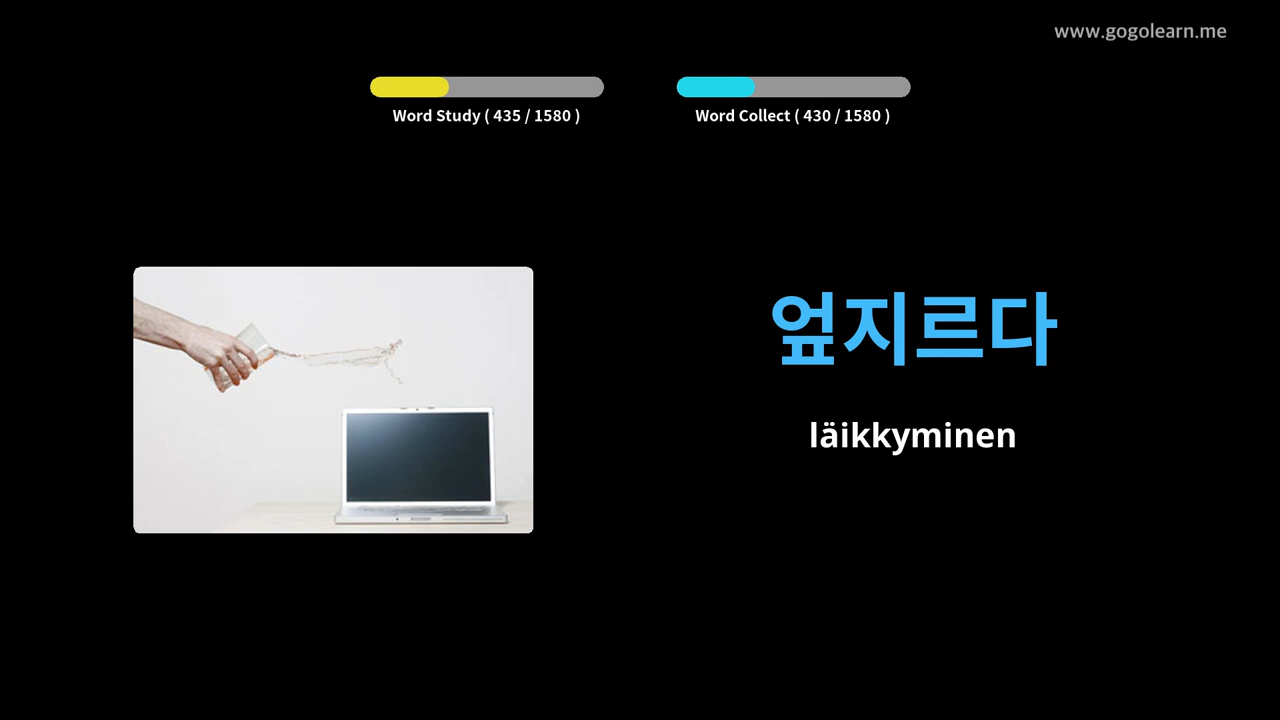 www.gogolearn.me
Word Study ( 435 / 1580 )
Word Collect ( 430 / 1580 )
엎지르다
läikkyminen